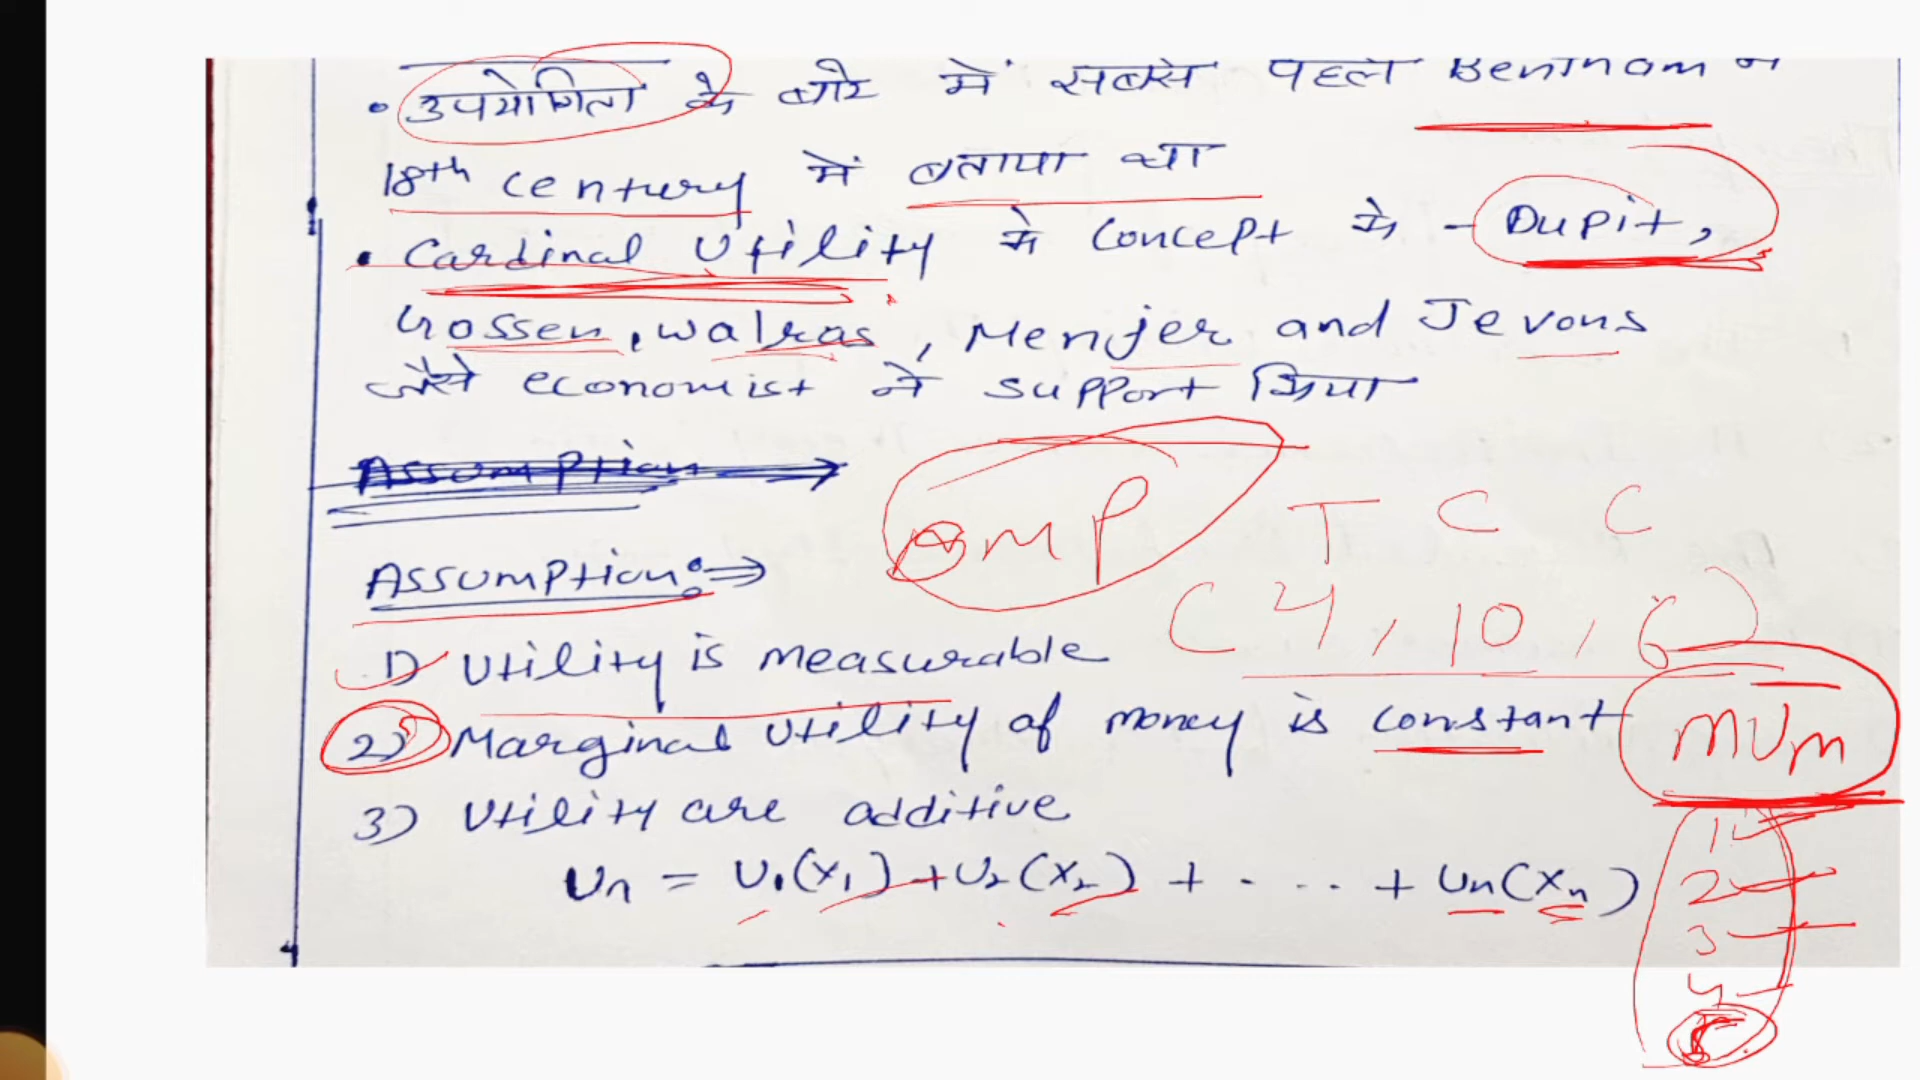 • उपयोगिता के बारे में सबसे पहले Bentham ने
18th century में बताया था
• Cardinal Utility के concept के - Dupit,
Gossen, Walras, Menjer and Jevons
जैसे economist ने support किया
Assumption
Assumption:⇒
1) Utility is measurable
2) Marginal Utility of money is constant
3) Utility are additive
Un = U1(X1) + U2(X2) + . ... + Un(Xn)
MP
T C C
(4, 10, 6)
MUm
1
2
3
4